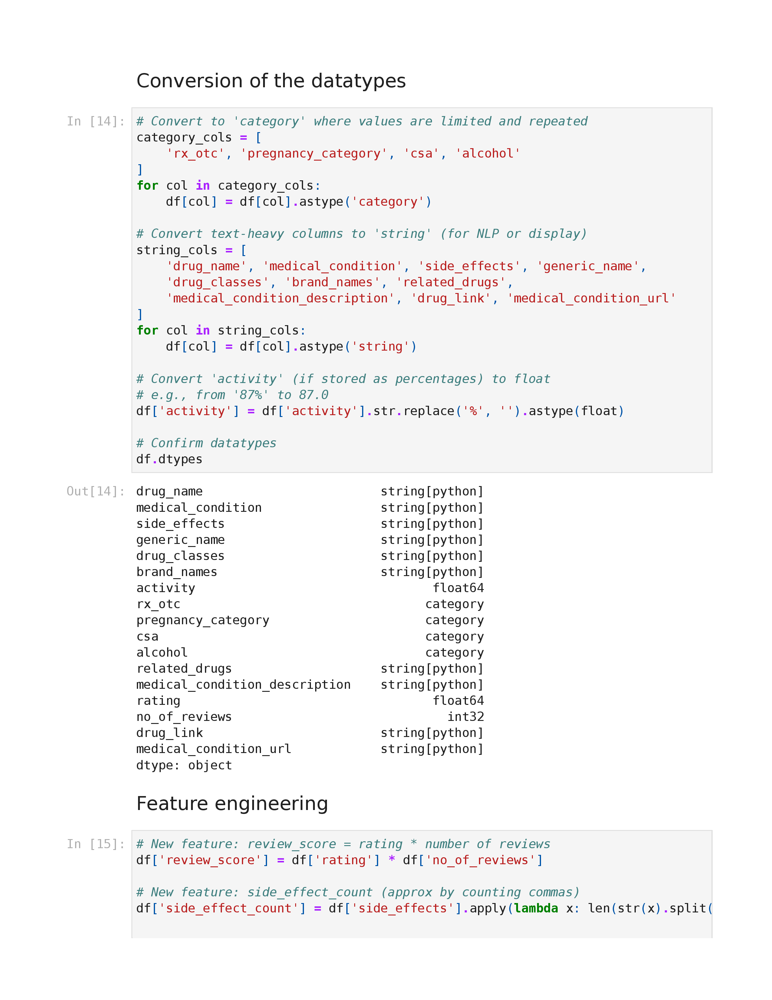 Conversion of the datatypes
In [14]: # Convert to 'category' where values are limited and repeated
category_cols = [
    'rx_otc', 'pregnancy_category', 'csa', 'alcohol'
]
for col in category_cols:
    df[col] = df[col].astype('category')

# Convert text-heavy columns to 'string' (for NLP or display)
string_cols = [
    'drug_name', 'medical_condition', 'side_effects', 'generic_name',
    'drug_classes', 'brand_names', 'related_drugs',
    'medical_condition_description', 'drug_link', 'medical_condition_url'
]
for col in string_cols:
    df[col] = df[col].astype('string')

# Convert 'activity' (if stored as percentages) to float
# e.g., from '87%' to 87.0
df['activity'] = df['activity'].str.replace('%', '').astype(float)

# Confirm datatypes
df.dtypes
Out[14]: drug_name                        string[python]
medical_condition                string[python]
side_effects                     string[python]
generic_name                     string[python]
drug_classes                     string[python]
brand_names                      string[python]
activity                                float64
rx_otc                                 category
pregnancy_category                     category
csa                                    category
alcohol                                category
related_drugs                    string[python]
medical_condition_description    string[python]
rating                                  float64
no_of_reviews                             int32
drug_link                        string[python]
medical_condition_url            string[python]
dtype: object
Feature engineering
In [15]: # New feature: review_score = rating * number of reviews
df['review_score'] = df['rating'] * df['no_of_reviews']

# New feature: side_effect_count (approx by counting commas)
df['side_effect_count'] = df['side_effects'].apply(lambda x: len(str(x).split(